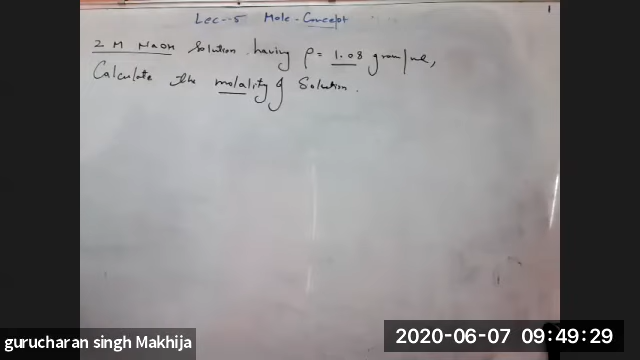 Lec--5 Mole-Concept
2 M NaOH Solution having ρ = 1.08 gram/ml,
Calculate the molality of Solution.
gurucharan singh Makhija
2020-06-07 09:49:29